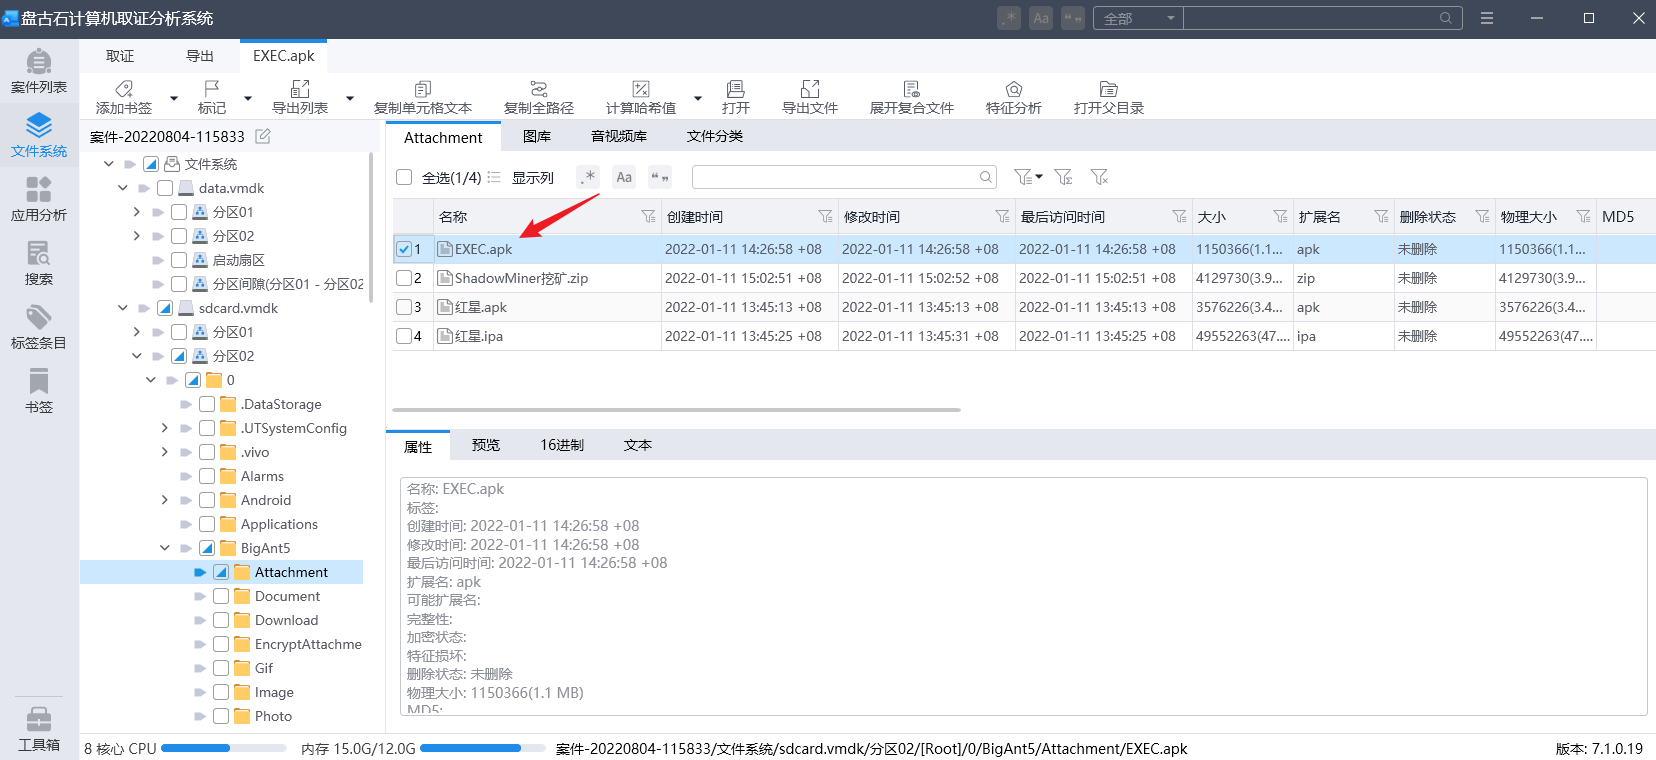 盘古石计算机取证分析系统
.* Aa “” 全部
案件列表
文件系统
应用分析
搜索
标签条目
书签
工具箱
取证 导出 EXEC.apk
添加书签 标记 导出列表 复制单元格文本 复制全路径 计算哈希值 打开 导出文件 展开复合文件 特征分析 打开父目录
案件-20220804-115833
文件系统
data.vmdk
分区01
分区02
启动扇区
分区间隙(分区01 - 分区02
sdcard.vmdk
分区01
分区02
0
.DataStorage
.UTSystemConfig
.vivo
Alarms
Android
Applications
BigAnt5
Attachment
Document
Download
EncryptAttachme
Gif
Image
Photo
Attachment 图库 音视频库 文件分类
全选(1/4) 显示列 .* Aa “”
名称 创建时间 修改时间 最后访问时间 大小 扩展名 删除状态 物理大小 MD5
1 EXEC.apk 2022-01-11 14:26:58 +08 2022-01-11 14:26:58 +08 2022-01-11 14:26:58 +08 1150366(1.1... apk 未删除 1150366(1.1...
2 ShadowMiner挖矿.zip 2022-01-11 15:02:51 +08 2022-01-11 15:02:52 +08 2022-01-11 15:02:51 +08 4129730(3.9... zip 未删除 4129730(3.9...
3 红星.apk 2022-01-11 13:45:13 +08 2022-01-11 13:45:13 +08 2022-01-11 13:45:13 +08 3576226(3.4... apk 未删除 3576226(3.4...
4 红星.ipa 2022-01-11 13:45:25 +08 2022-01-11 13:45:31 +08 2022-01-11 13:45:25 +08 49552263(47.... ipa 未删除 49552263(47...
属性 预览 16进制 文本
名称: EXEC.apk
标签:
创建时间: 2022-01-11 14:26:58 +08
修改时间: 2022-01-11 14:26:58 +08
最后访问时间: 2022-01-11 14:26:58 +08
扩展名: apk
可能扩展名:
完整性:
加密状态:
特征损坏:
删除状态: 未删除
物理大小: 1150366(1.1 MB)
MD5:
8 核心 CPU 内存 15.0G/12.0G 案件-20220804-115833/文件系统/sdcard.vmdk/分区02/[Root]/0/BigAnt5/Attachment/EXEC.apk 版本: 7.1.0.19